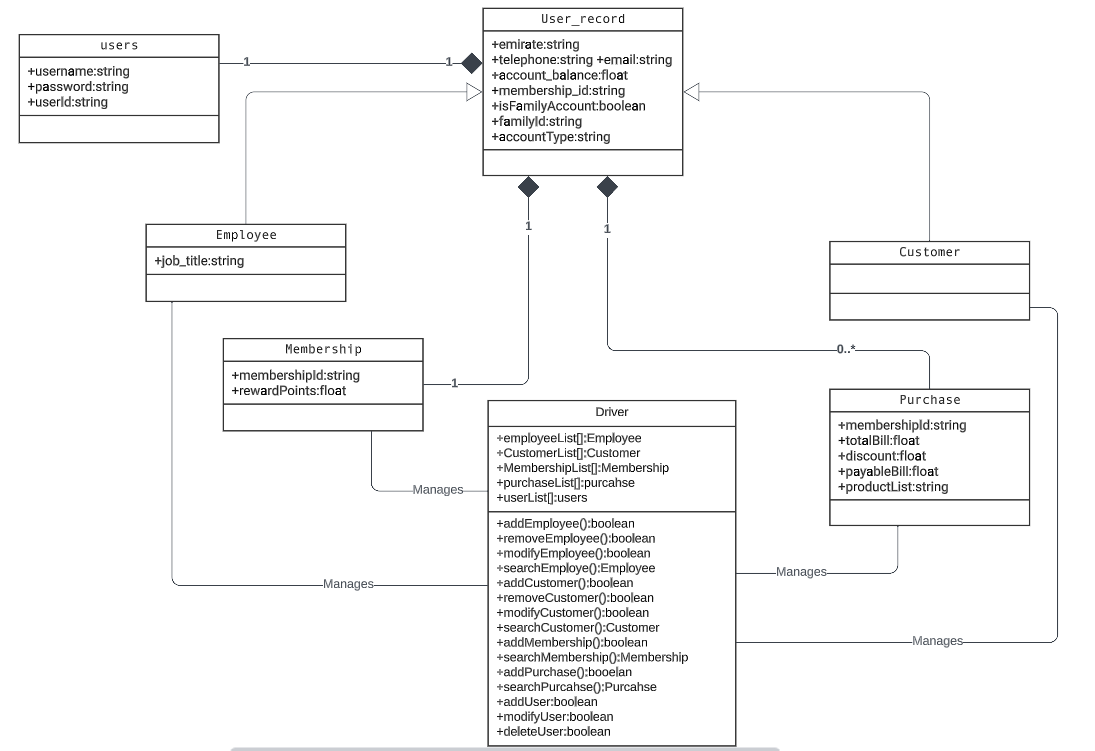 User_record
+emirate:string
+telephone:string +email:string
+account_balance:float
+membership_id:string
+isFamilyAccount:boolean
+familyId:string
+accountType:string
users
+username:string
+password:string
+userId:string
1
1
Employee
+job_title:string
1
1
Customer
Membership
+membershipId:string
+rewardPoints:float
1
0..*
Purchase
+membershipId:string
+totalBill:float
+discount:float
+payableBill:float
+productList:string
Driver
+employeeList[]:Employee
+CustomerList[]:Customer
+MembershipList[]:Membership
+purchaseList[]:purcahse
+userList[]:users
+addEmployee():boolean
+removeEmployee():boolean
+modifyEmployee():boolean
+searchEmploye():Employee
+addCustomer():boolean
+removeCustomer():boolean
+modifyCustomer():boolean
+searchCustomer():Customer
+addMembership():boolean
+searchMembership():Membership
+addPurchase():booelan
+searchPurcahse():Purcahse
+addUser:boolean
+modifyUser:boolean
+deleteUser:boolean
Manages
Manages
Manages
Manages